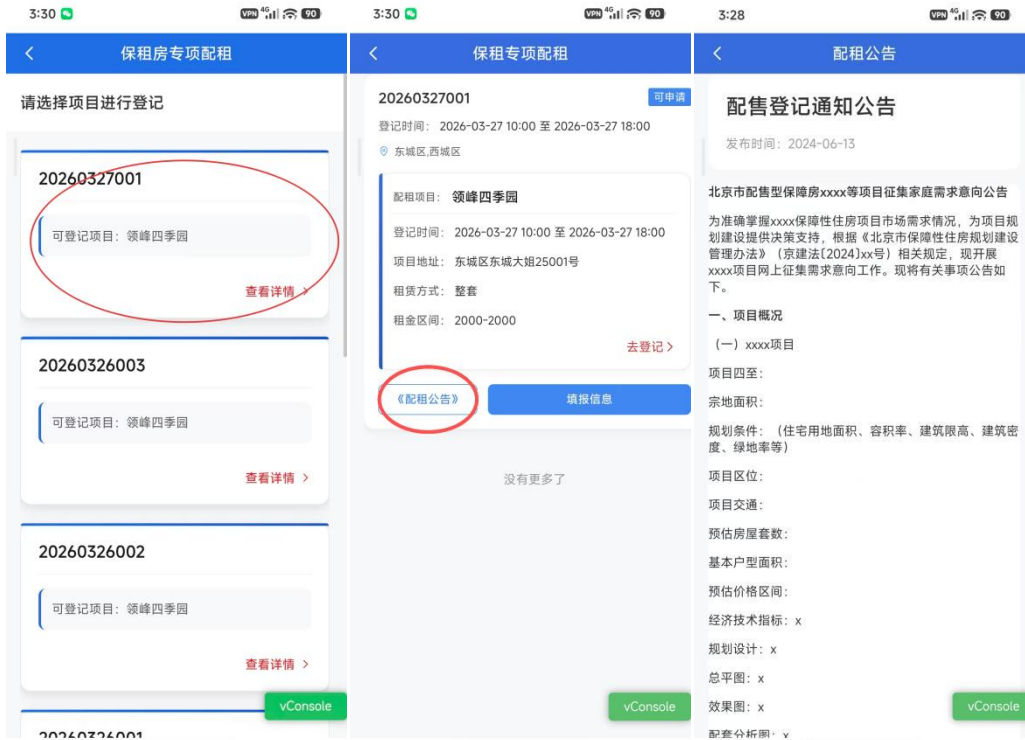 3:30
VPN 4G 90
保租房专项配租
请选择项目进行登记
20260327001
可登记项目：领峰四季园
查看详情 >
20260326003
可登记项目：领峰四季园
查看详情 >
20260326002
可登记项目：领峰四季园
查看详情 >
vConsole
20260326001
3:30
VPN 4G 90
保租专项配租
20260327001
可申请
登记时间： 2026-03-27 10:00 至 2026-03-27 18:00
东城区,西城区
配租项目： 领峰四季园
登记时间： 2026-03-27 10:00 至 2026-03-27 18:00
项目地址： 东城区东城大姐25001号
租赁方式： 整套
租金区间： 2000-2000
去登记 >
《配租公告》
填报信息
没有更多了
vConsole
3:28
VPN 4G 90
配租公告
配售登记通知公告
发布时间：2024-06-13
北京市配售型保障房xxxx等项目征集家庭需求意向公告
为准确掌握xxxx保障性住房项目市场需求情况，为项目规
划建设提供决策支持，根据《北京市保障性住房规划建设
管理办法》（京建法〔2024〕xx号）相关规定，现开展
xxxx项目网上征集需求意向工作。现将有关事项公告如
下。
一、项目概况
（一）xxxx项目
项目四至：
宗地面积：
规划条件：（住宅用地面积、容积率、建筑限高、建筑密
度、绿地率等）
项目区位：
项目交通：
预估房屋套数：
基本户型面积：
预估价格区间：
经济技术指标：x
规划设计：x
总平图：x
效果图：x
vConsole
配套分析图：x